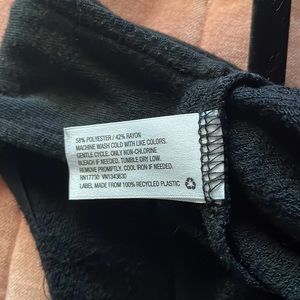 58% POLYESTER / 42% RAYON
MACHINE WASH COLD WITH LIKE COLORS.
GENTLE CYCLE. ONLY NON-CHLORINE
BLEACH IF NEEDED. TUMBLE DRY LOW.
REMOVE PROMPTLY. COOL IRON IF NEEDED.
RN17730 VN1343630
LABEL MADE FROM 100% RECYCLED PLASTIC